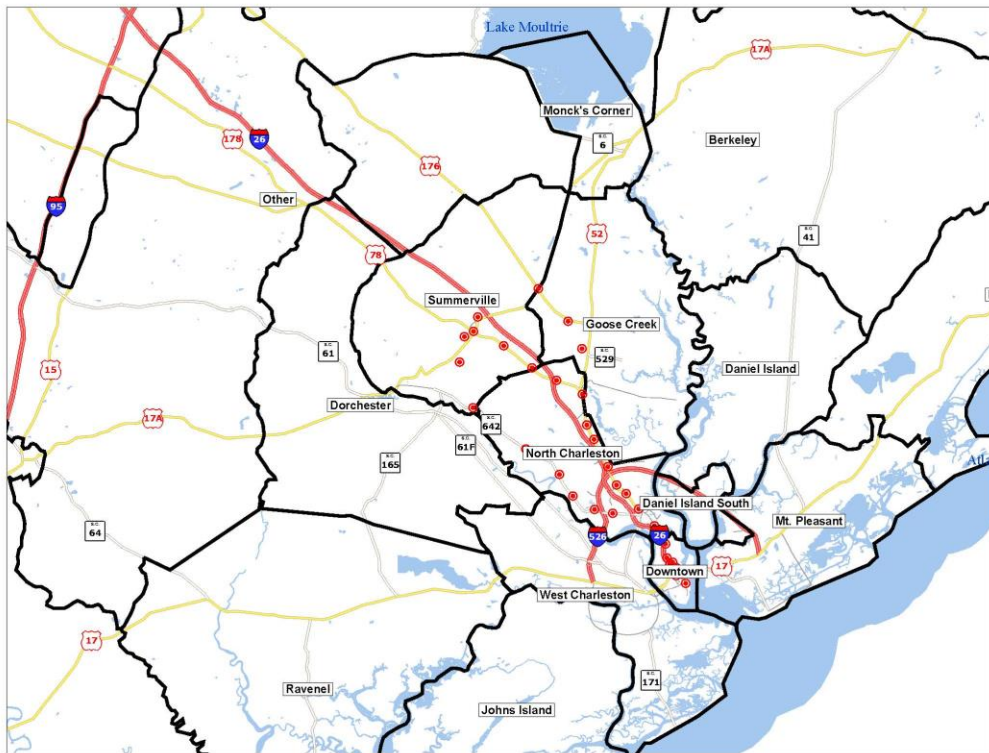 Lake Moultrie
17A
Monck's Corner
S.C.
6
Berkeley
178
26
176
95
Other
41
52
78
Summerville
Goose Creek
61
529
15
Daniel Island
Dorchester
17A
642
61F
165
North Charleston
Atla
Daniel Island South
Mt. Pleasant
64
526
26
17
Downtown
West Charleston
17
171
Ravenel
Johns Island